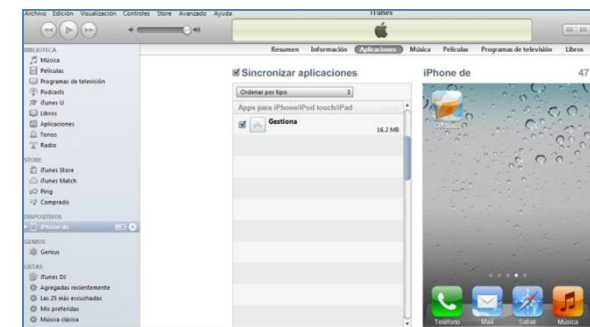 Archivo Edición Visualización Controles Store Avanzado Ayuda
iTunes
Resumen Información Aplicaciones Música Películas Programas de televisión Libros
BIBLIOTECA
Música
Películas
Programas de televisión
Podcasts
iTunes U
Libros
Aplicaciones
Tonos
Radio
STORE
iTunes Store
iTunes Match
Ping
Comprado
DISPOSITIVOS
iPhone de
GENIUS
Genius
LISTAS
iTunes DJ
Agregadas recientemente
Las 25 más escuchadas
Mis preferidas
Música clásica
Sincronizar aplicaciones
Ordenar por tipo
Apps para iPhone/iPod touch/iPad
Gestiona
16,2 MB
iPhone de
47
Teléfono Mail Safari Música